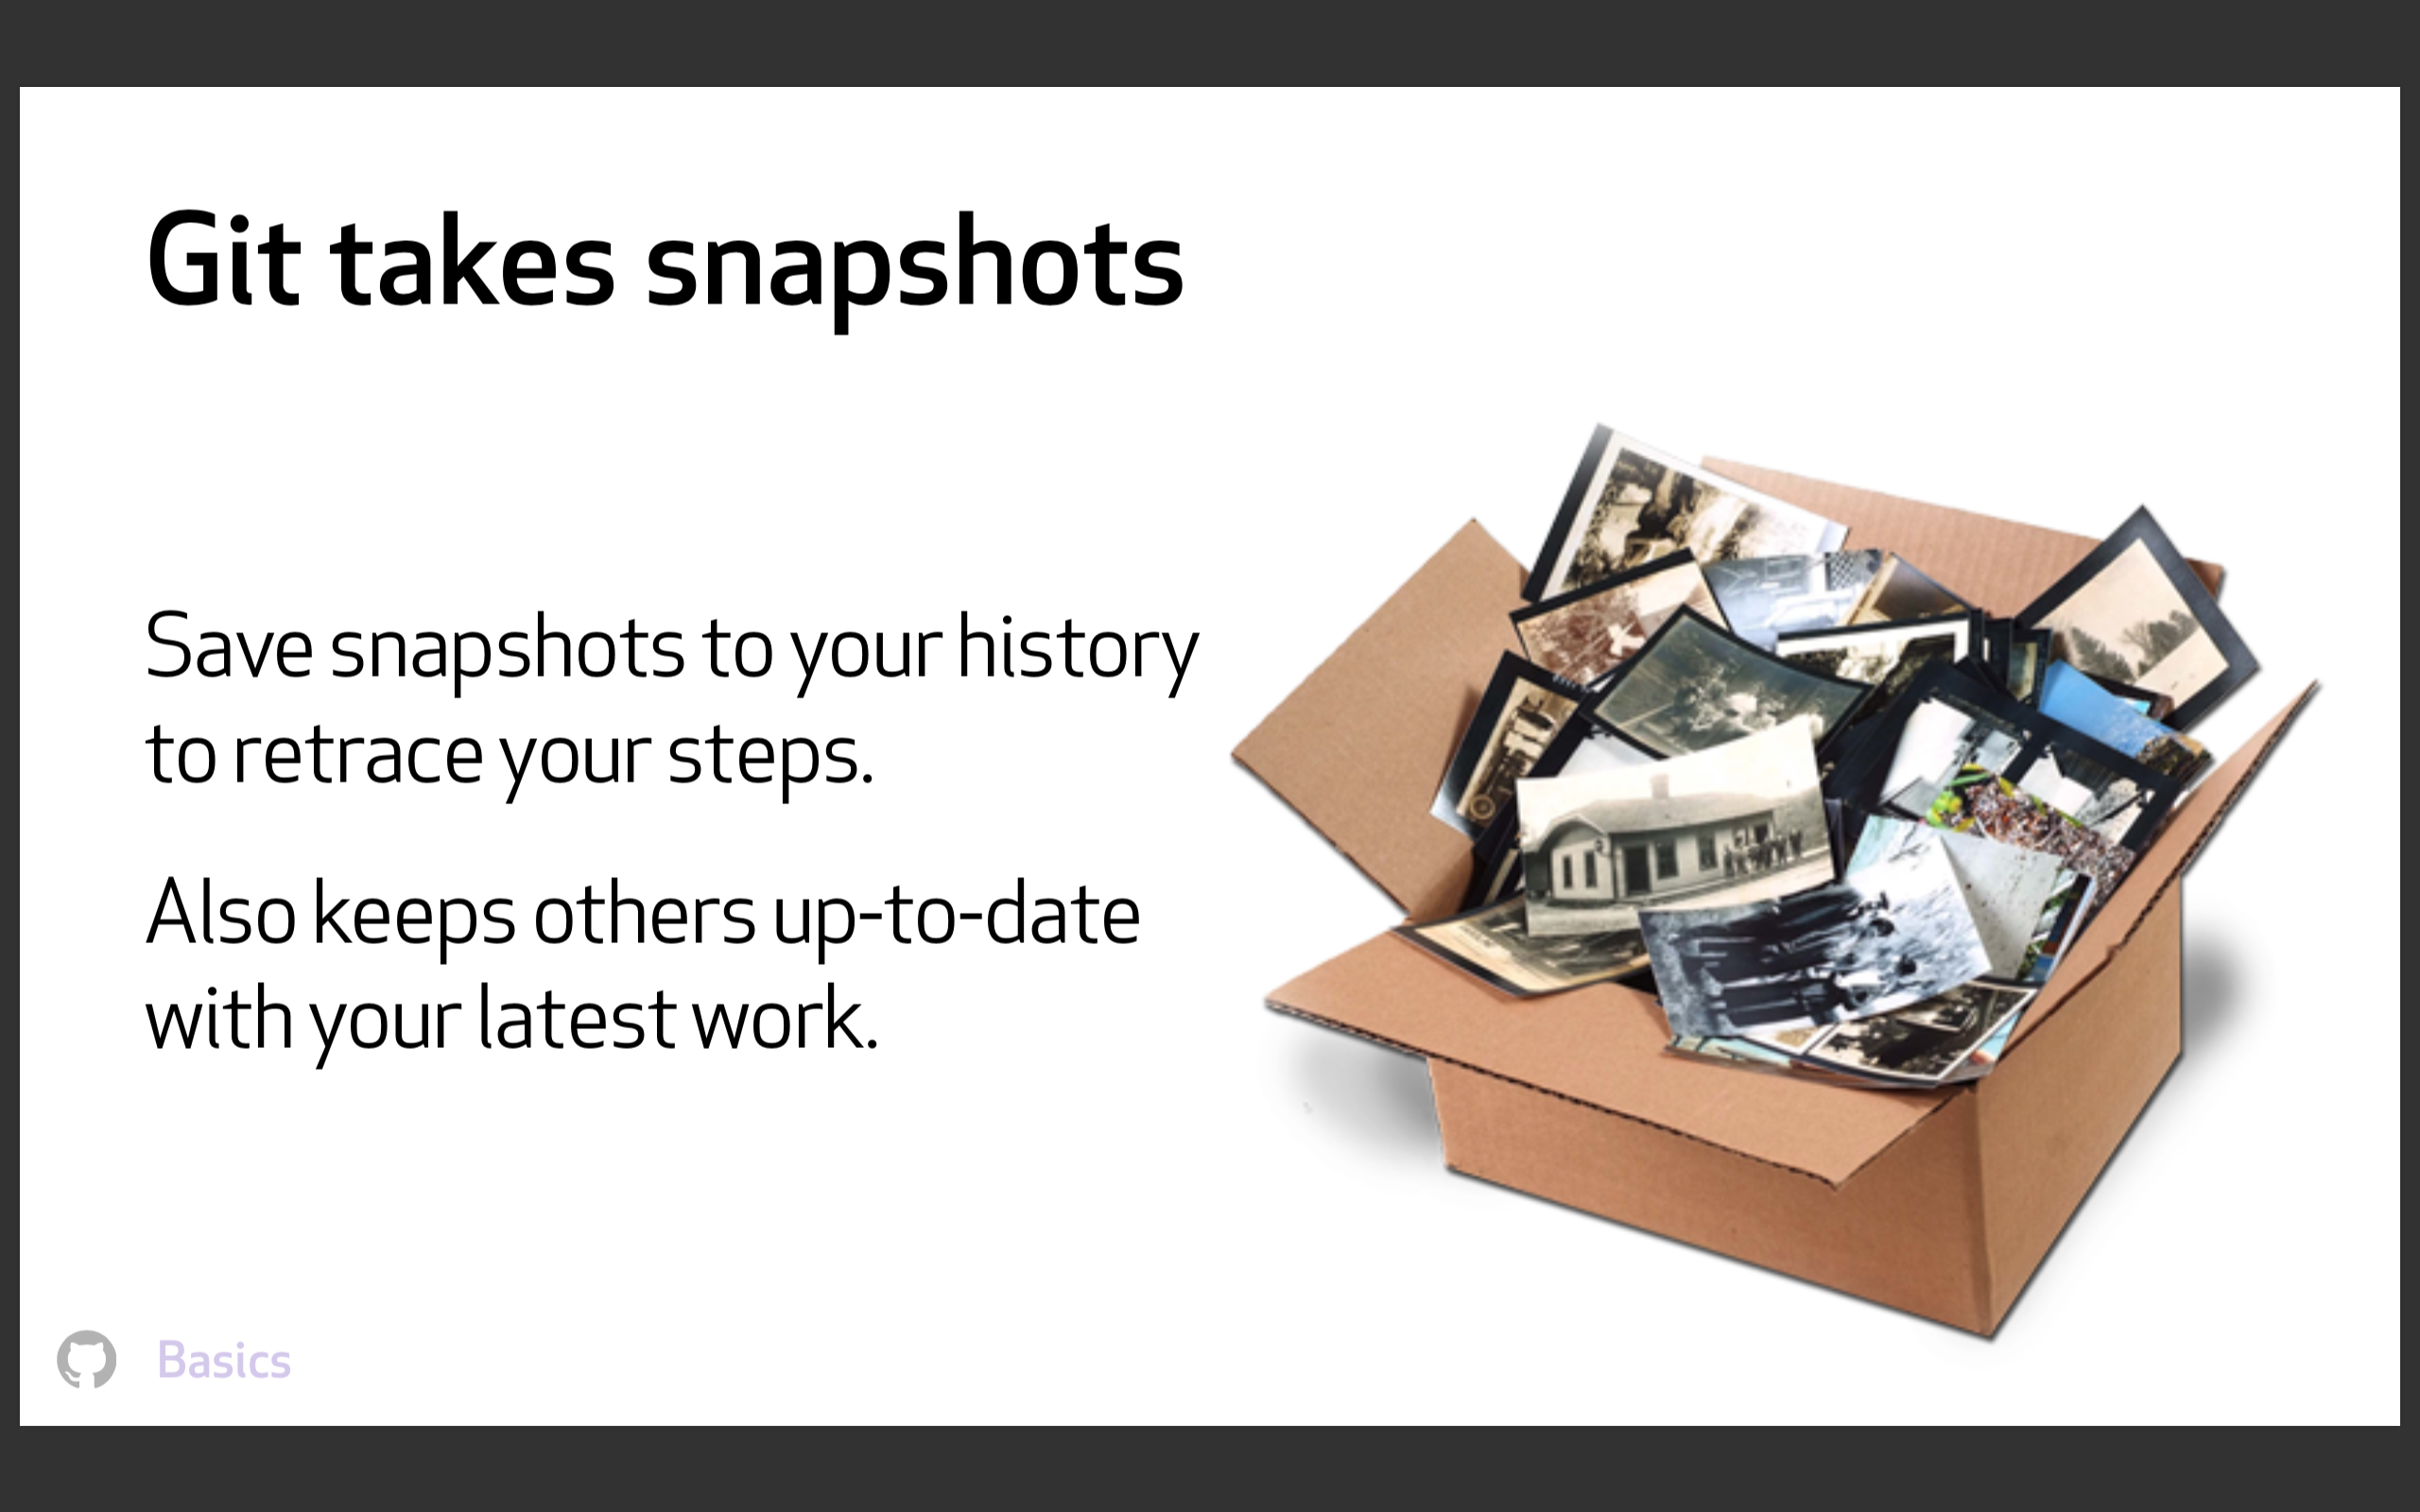 Git takes snapshots
Save snapshots to your history
to retrace your steps.
Also keeps others up-to-date
with your latest work.
Basics